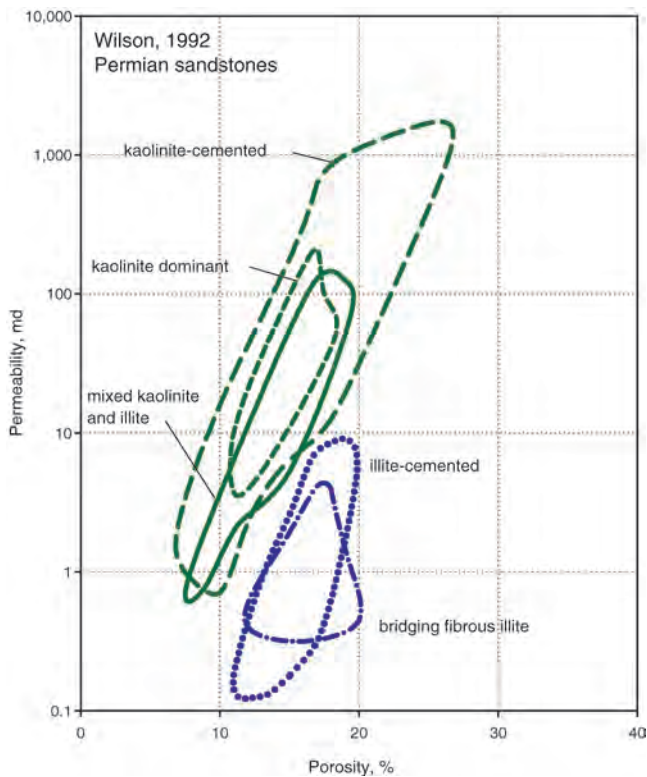 10,000
Wilson, 1992
Permian sandstones
kaolinite-cemented
1,000
kaolinite dominant
100
Permeability, md
mixed kaolinite
and illite
10
illite-cemented
1
bridging fibrous illite
0.1
0
10
20
30
40
Porosity, %